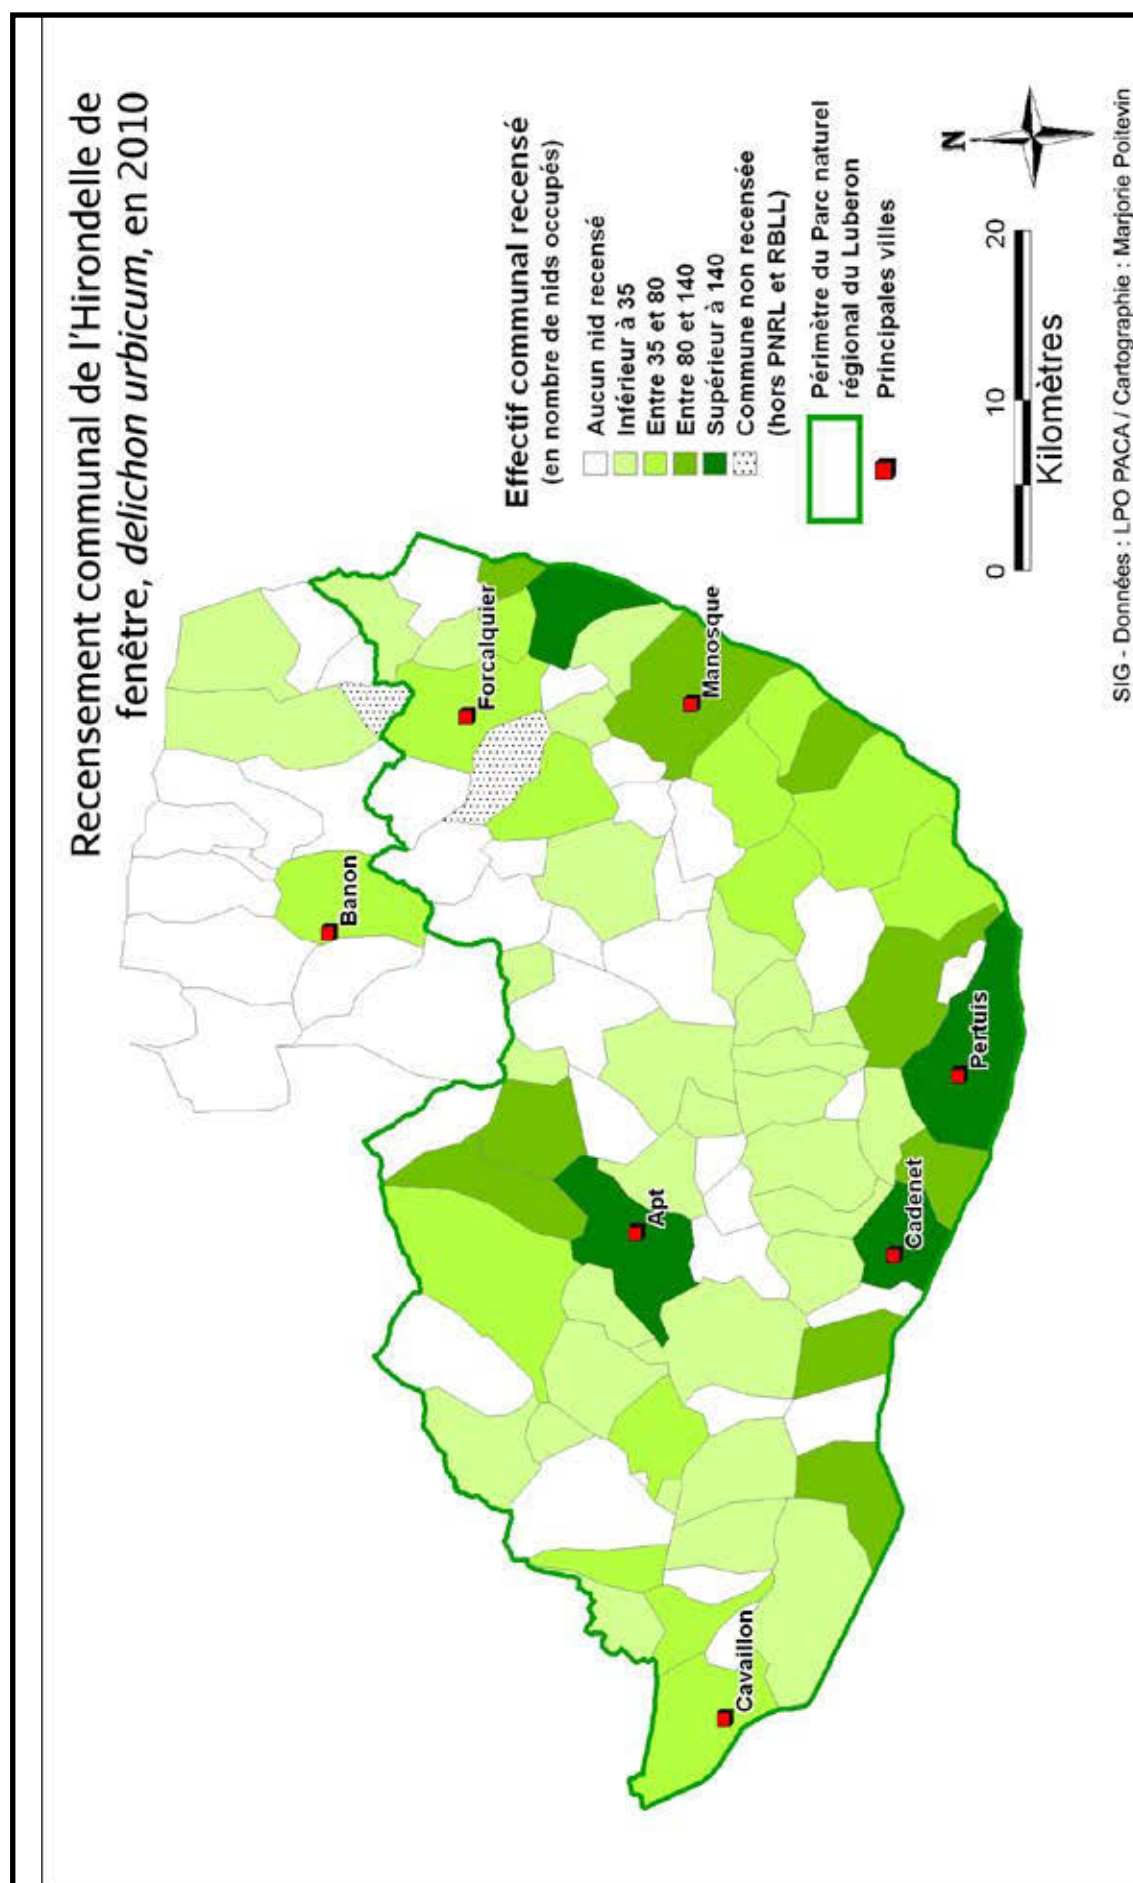 Recensement communal de l'Hirondelle de
fenêtre, delichon urbicum, en 2010
Effectif communal recensé
(en nombre de nids occupés)
Aucun nid recensé
Inférieur à 35
Entre 35 et 80
Entre 80 et 140
Supérieur à 140
Commune non recensée
(hors PNRL et RBLL)
Périmètre du Parc naturel
régional du Luberon
Principales villes
N
0 10 20
Kilomètres
SIG - Données : LPO PACA / Cartographie : Marjorie Poitevin
Banon
Forcalquier
Manosque
Apt
Pertuis
Cadenet
Cavaillon